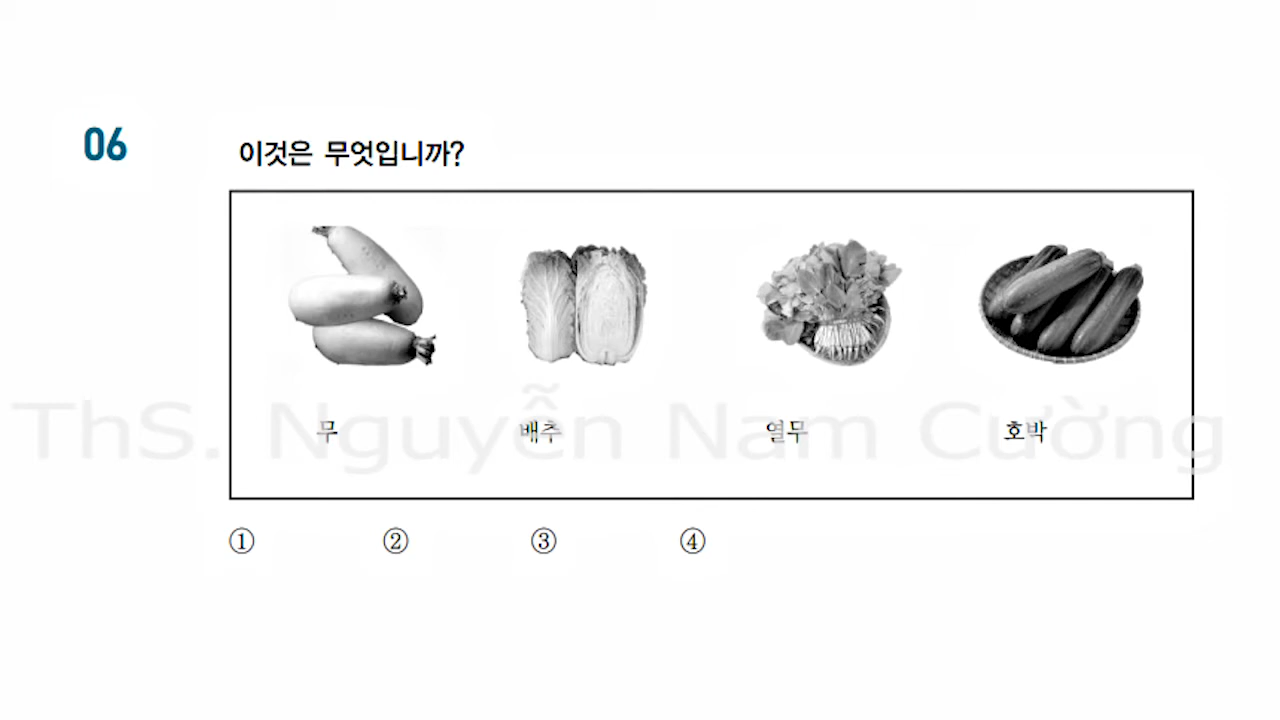 06
이것은 무엇입니까?
무 배추 열무 호박
ThS. Nguyễn Nam Cường
① ② ③ ④